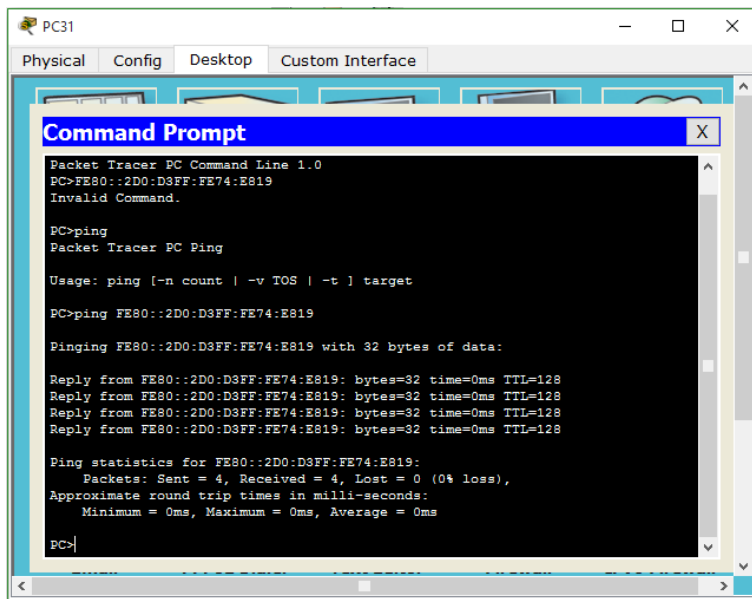 PC31
Physical Config Desktop Custom Interface
Command Prompt
X
Packet Tracer PC Command Line 1.0
PC>FE80::2D0:D3FF:FE74:E819
Invalid Command.
PC>ping
Packet Tracer PC Ping
Usage: ping [-n count | -v TOS | -t ] target
PC>ping FE80::2D0:D3FF:FE74:E819
Pinging FE80::2D0:D3FF:FE74:E819 with 32 bytes of data:
Reply from FE80::2D0:D3FF:FE74:E819: bytes=32 time=0ms TTL=128
Reply from FE80::2D0:D3FF:FE74:E819: bytes=32 time=0ms TTL=128
Reply from FE80::2D0:D3FF:FE74:E819: bytes=32 time=0ms TTL=128
Reply from FE80::2D0:D3FF:FE74:E819: bytes=32 time=0ms TTL=128
Ping statistics for FE80::2D0:D3FF:FE74:E819:
Packets: Sent = 4, Received = 4, Lost = 0 (0% loss),
Approximate round trip times in milli-seconds:
Minimum = 0ms, Maximum = 0ms, Average = 0ms
PC>